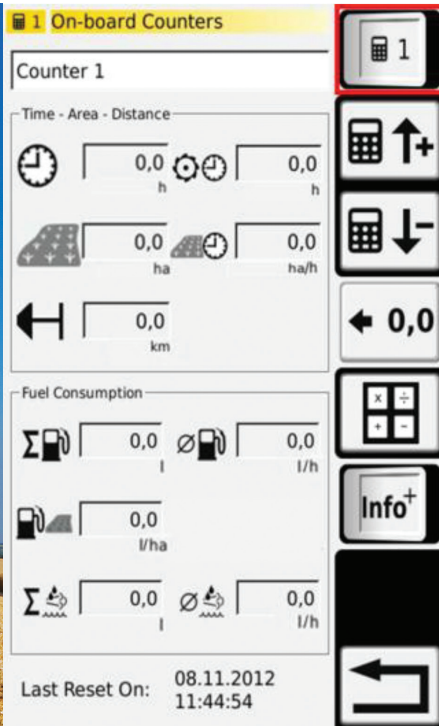 1 On-board Counters
1
Counter 1
Time - Area - Distance
0,0
h
0,0
h
0,0
ha
0,0
ha/h
0,0
km
0,0
Fuel Consumption
x ÷
+ −
Σ 0,0
l
Ø 0,0
l/h
Info+
0,0
l/ha
Σ 0,0
l
Ø 0,0
l/h
Last Reset On: 08.11.2012
11:44:54